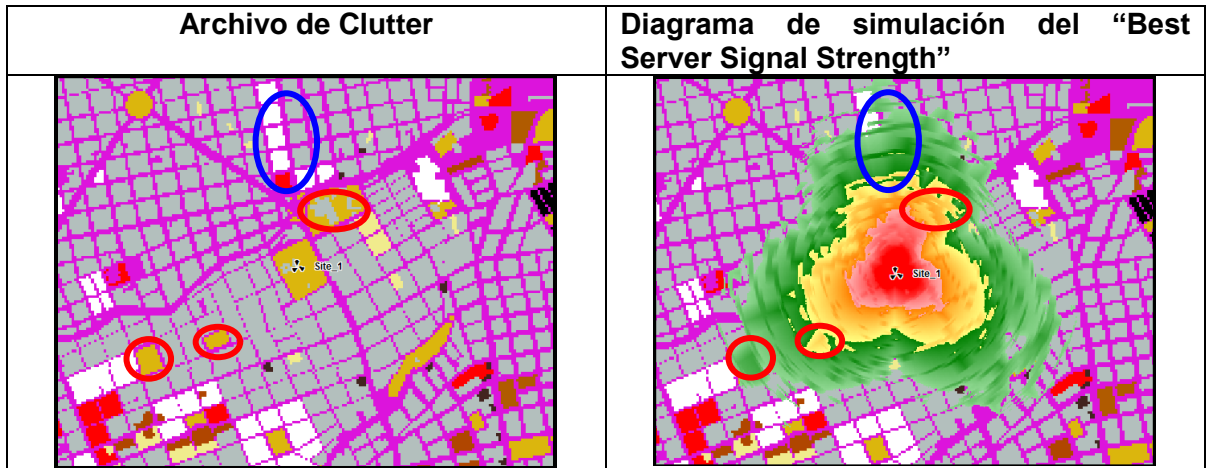 Archivo de Clutter
Diagrama de simulación del “Best
Server Signal Strength”
Site_1
Site_1